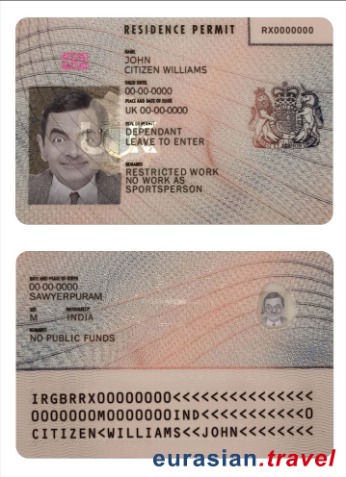 RESIDENCE PERMIT
RX0000000
NAME
JOHN
CITIZEN WILLIAMS
VALID UNTIL
00-00-0000
PLACE AND DATE OF ISSUE
UK 00-00-0000
TYPE OF PERMIT
DEPENDANT
LEAVE TO ENTER
REMARKS
RESTRICTED WORK
NO WORK AS
SPORTSPERSON
UK
DATE AND PLACE OF BIRTH
00-00-0000
SAWYERPURAM
SEX NATIONALITY
M INDIA
REMARKS
NO PUBLIC FUNDS
IRGBRRX00000000<<<<<<<<<<<<<<<
0000000M0000000IND<<<<<<<<<<<0
CITIZEN<WILLIAMS<<JOHN<<<<<<<<
eurasian.travel